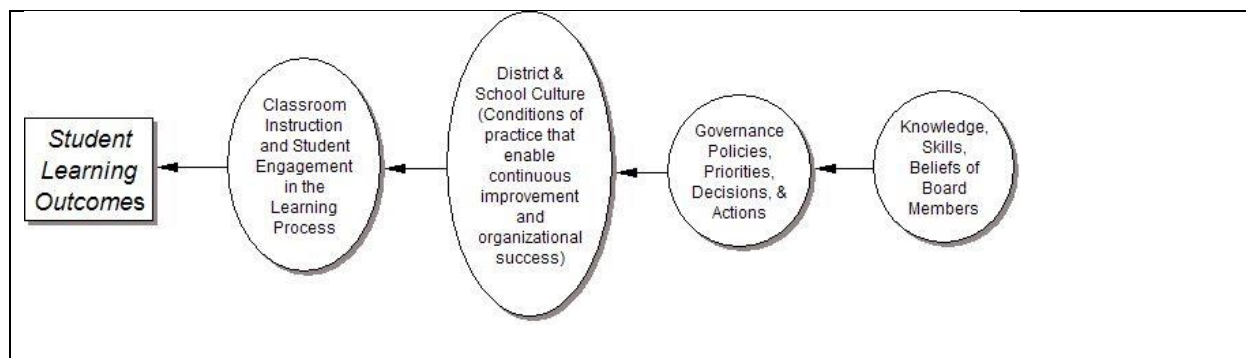 Student
Learning
Outcomes
Classroom
Instruction
and Student
Engagement
in the
Learning
Process
District &
School Culture
(Conditions of
practice that
enable
continuous
improvement
and
organizational
success)
Governance
Policies,
Priorities,
Decisions, &
Actions
Knowledge,
Skills,
Beliefs of
Board
Members